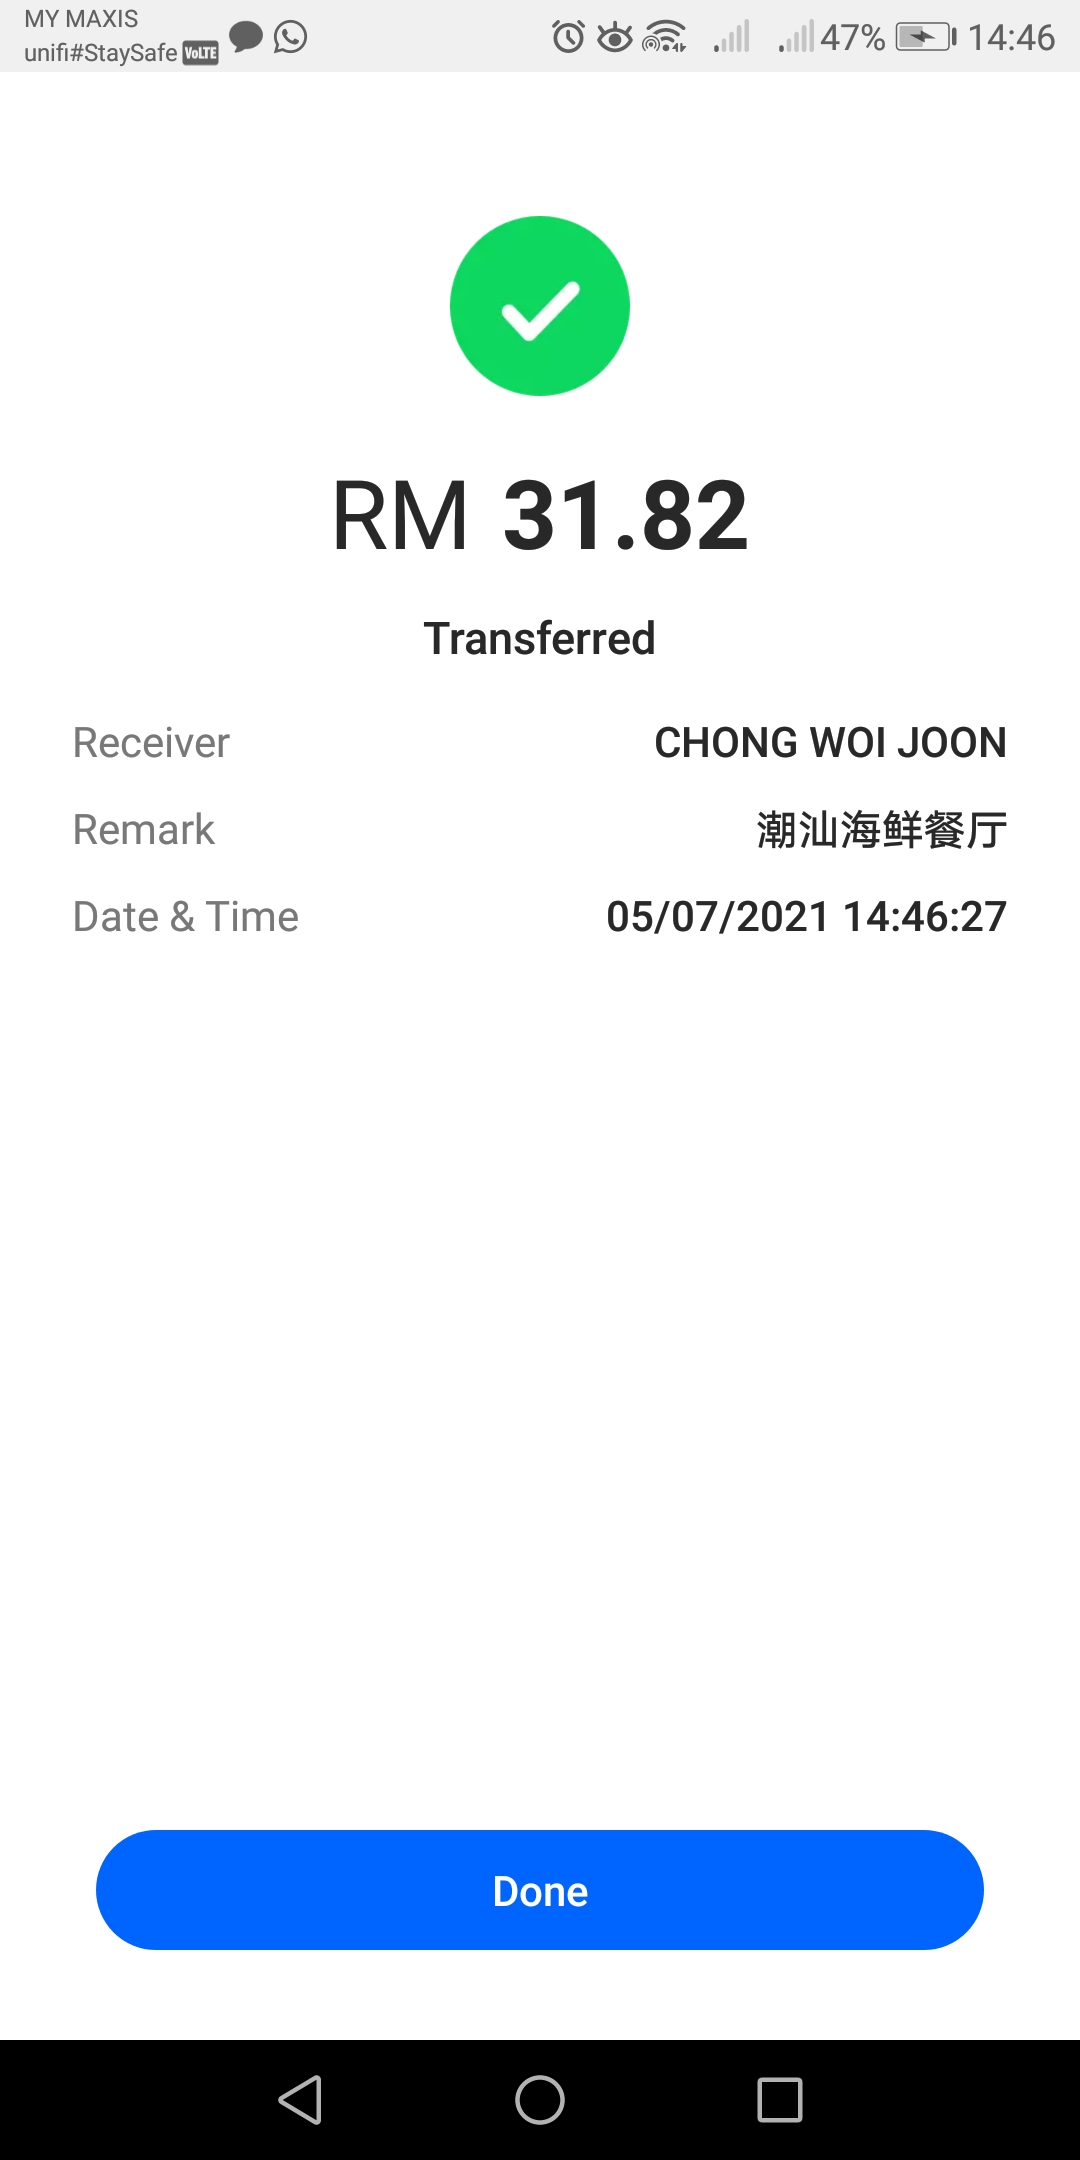 MY MAXIS
unifi#StaySafe VoLTE 47% 14:46
RM 31.82
Transferred
Receiver CHONG WOI JOON
Remark 潮汕海鲜餐厅
Date & Time 05/07/2021 14:46:27
Done